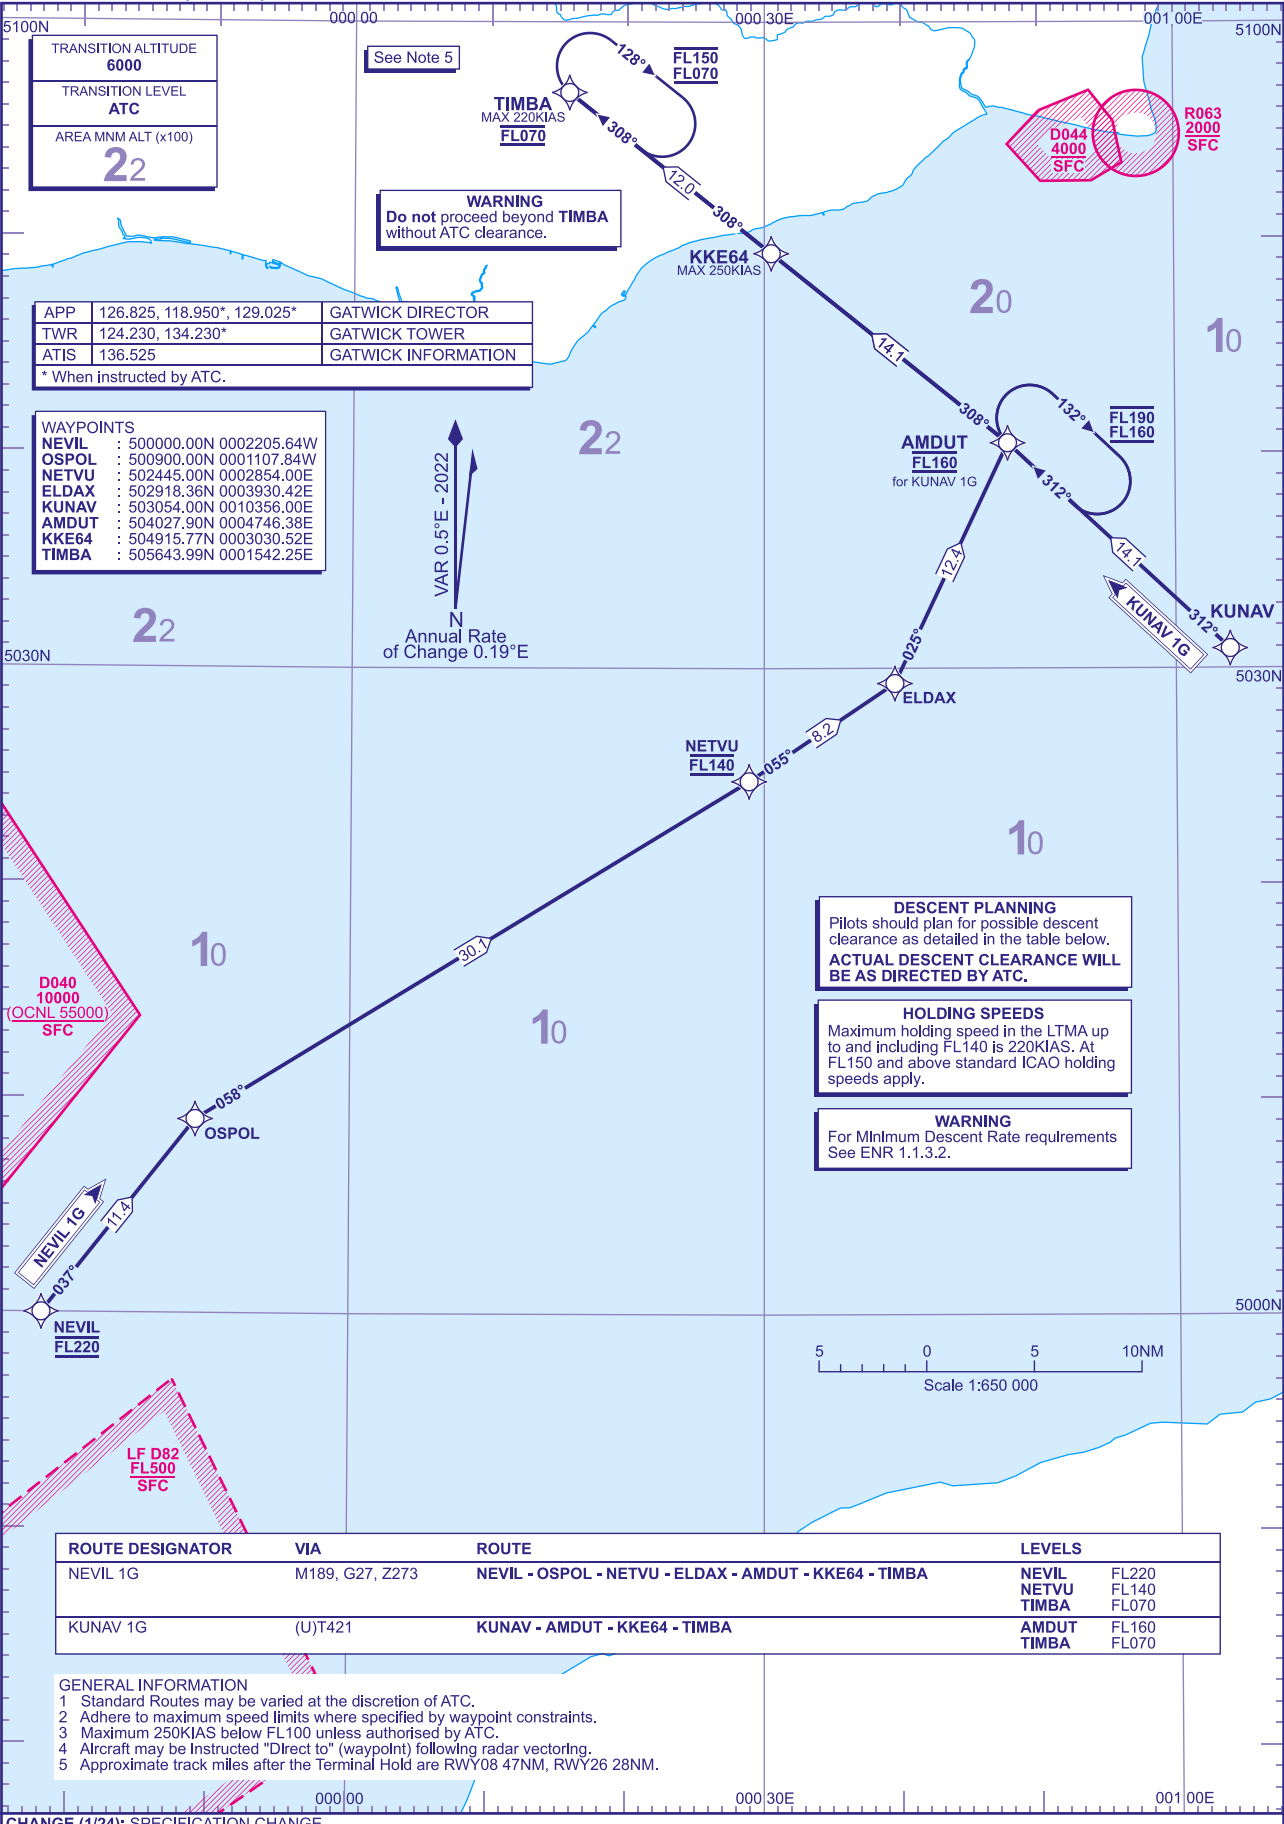 000 00
000 30E
001 00E
5100N
5100N
TRANSITION ALTITUDE
6000
TRANSITION LEVEL
ATC
AREA MNM ALT (x100)
22
See Note 5
128°
FL150
FL070
TIMBA
MAX 220KIAS
FL070
308°
12.0
308°
R063
2000
SFC
D044
4000
SFC
WARNING
Do not proceed beyond TIMBA
without ATC clearance.
KKE64
MAX 250KIAS
20
10
APP 126.825, 118.950*, 129.025* GATWICK DIRECTOR
TWR 124.230, 134.230* GATWICK TOWER
ATIS 136.525 GATWICK INFORMATION
* When instructed by ATC.
14.1
308°
132°
FL190
FL160
AMDUT
FL160
for KUNAV 1G
312°
22
WAYPOINTS
NEVIL : 500000.00N 0002205.64W
OSPOL : 500900.00N 0001107.84W
NETVU : 502445.00N 0002854.00E
ELDAX : 502918.36N 0003930.42E
KUNAV : 503054.00N 0010356.00E
AMDUT : 504027.90N 0004746.38E
KKE64 : 504915.77N 0003030.52E
TIMBA : 505643.99N 0001542.25E
VAR 0.5°E - 2022
N
Annual Rate
of Change 0.19°E
14.1
12.4
KUNAV 1G
312°
KUNAV
22
025°
5030N
5030N
ELDAX
8.2
055°
NETVU
FL140
10
10
10
30.1
D040
10000
(OCNL 55000)
SFC
DESCENT PLANNING
Pilots should plan for possible descent
clearance as detailed in the table below.
ACTUAL DESCENT CLEARANCE WILL
BE AS DIRECTED BY ATC.
HOLDING SPEEDS
Maximum holding speed in the LTMA up
to and including FL140 is 220KIAS. At
FL150 and above standard ICAO holding
speeds apply.
WARNING
For Minimum Descent Rate requirements
See ENR 1.1.3.2.
058°
OSPOL
11.4
NEVIL 1G
037°
NEVIL
FL220
5000N
5 0 5 10NM
Scale 1:650 000
LF D82
FL500
SFC
ROUTE DESIGNATOR VIA ROUTE LEVELS
NEVIL 1G M189, G27, Z273 NEVIL - OSPOL - NETVU - ELDAX - AMDUT - KKE64 - TIMBA NEVIL FL220
NETVU FL140
TIMBA FL070
KUNAV 1G (U)T421 KUNAV - AMDUT - KKE64 - TIMBA AMDUT FL160
TIMBA FL070
GENERAL INFORMATION
1 Standard Routes may be varied at the discretion of ATC.
2 Adhere to maximum speed limits where specified by waypoint constraints.
3 Maximum 250KIAS below FL100 unless authorised by ATC.
4 Aircraft may be instructed "Direct to" (waypoint) following radar vectoring.
5 Approximate track miles after the Terminal Hold are RWY08 47NM, RWY26 28NM.
000 00
000 30E
001 00E
CHANGE (1/24): SPECIFICATION CHANGE